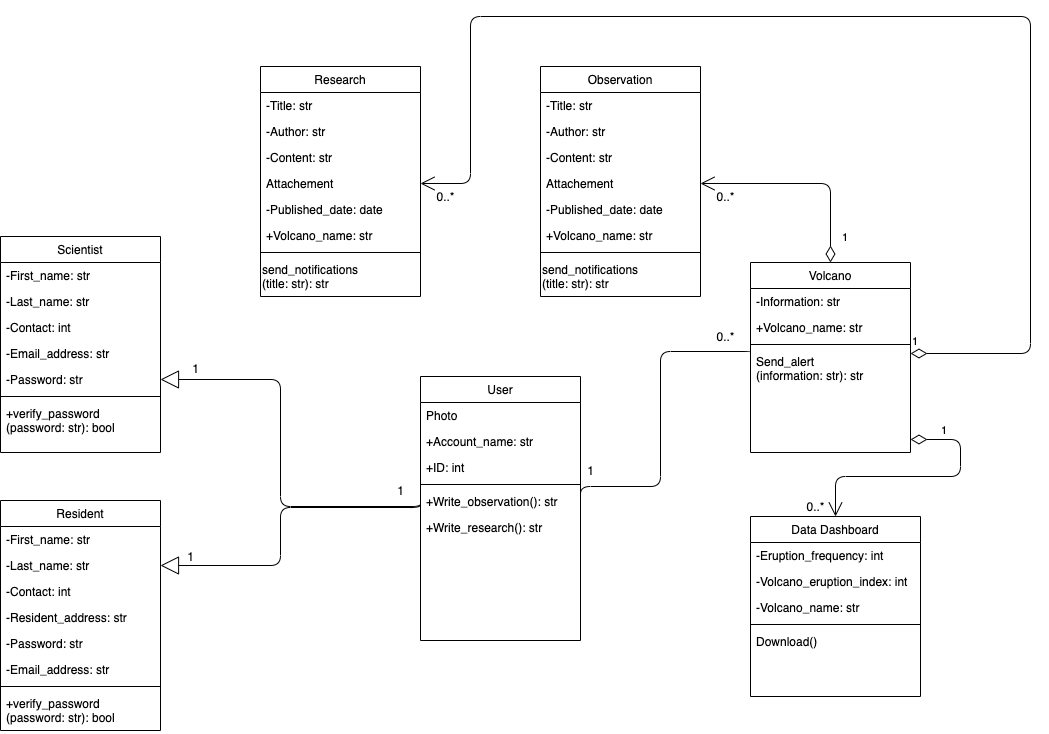 Research
-Title: str
-Author: str
-Content: str
Attachement
-Published_date: date
+Volcano_name: str
send_notifications
(title: str): str
0..*
Observation
-Title: str
-Author: str
-Content: str
Attachement
-Published_date: date
+Volcano_name: str
send_notifications
(title: str): str
0..*
1
Scientist
-First_name: str
-Last_name: str
-Contact: int
-Email_address: str
-Password: str
+verify_password
(password: str): bool
1
Volcano
-Information: str
+Volcano_name: str
Send_alert
(information: str): str
1
0..*
1
User
Photo
+Account_name: str
+ID: int
+Write_observation(): str
+Write_research(): str
1
1
Resident
-First_name: str
-Last_name: str
-Contact: int
-Resident_address: str
-Password: str
-Email_address: str
+verify_password
(password: str): bool
1
0..*
Data Dashboard
-Eruption_frequency: int
-Volcano_eruption_index: int
-Volcano_name: str
Download()